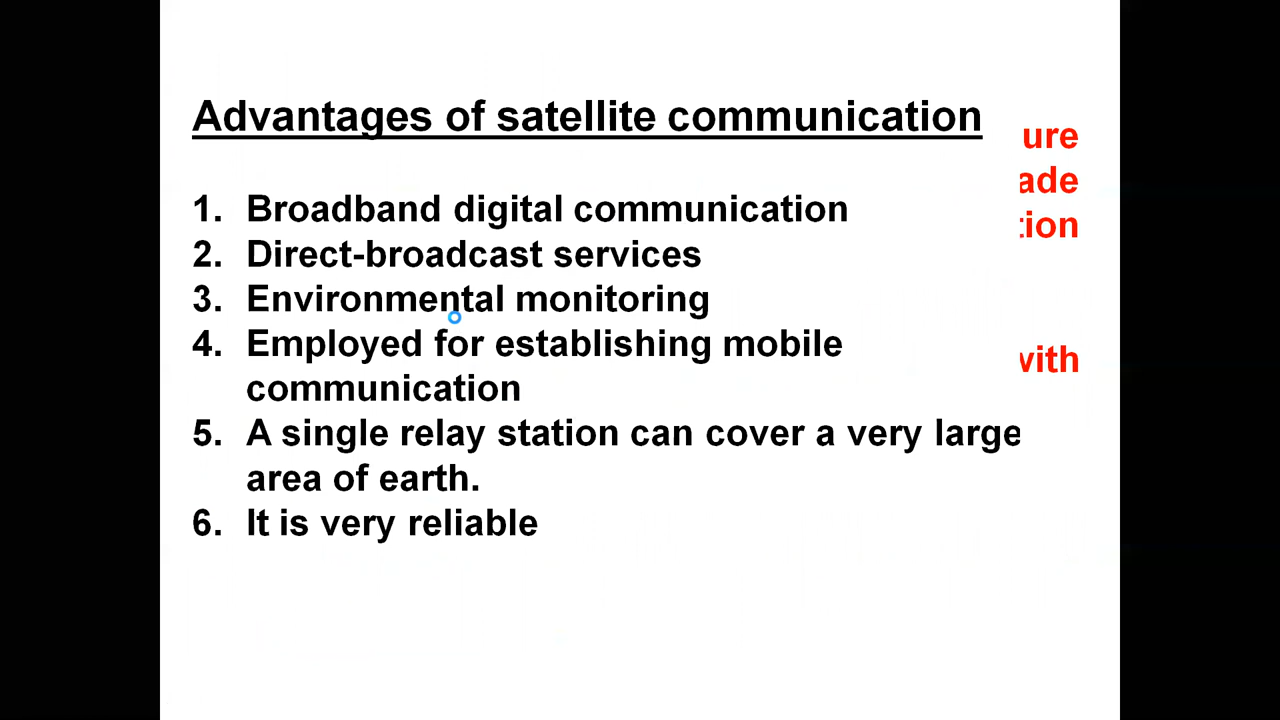 Advantages of satellite communication
1. Broadband digital communication
2. Direct-broadcast services
3. Environmental monitoring
4. Employed for establishing mobile
communication
5. A single relay station can cover a very large
area of earth.
6. It is very reliable